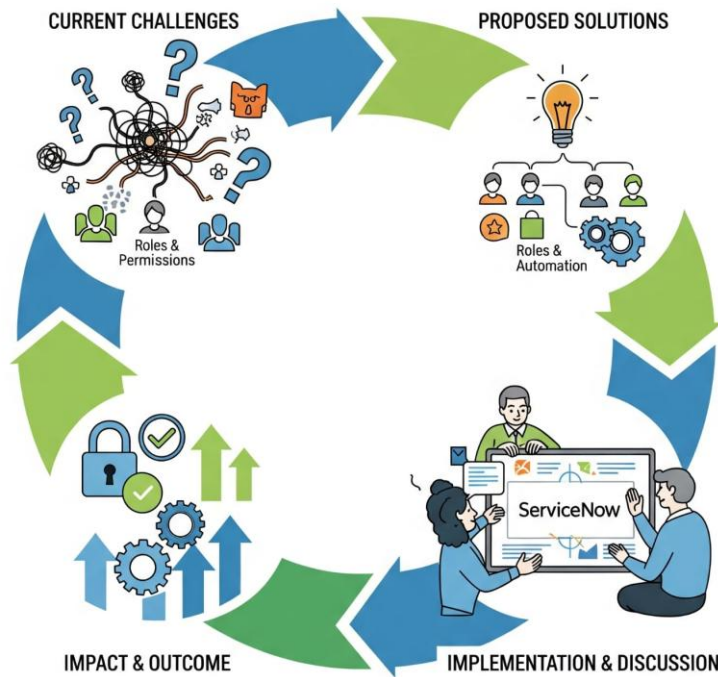 CURRENT CHALLENGES
PROPOSED SOLUTIONS
Roles &
Permissions
Roles &
Automation
ServiceNow
IMPACT & OUTCOME
IMPLEMENTATION & DISCUSSION